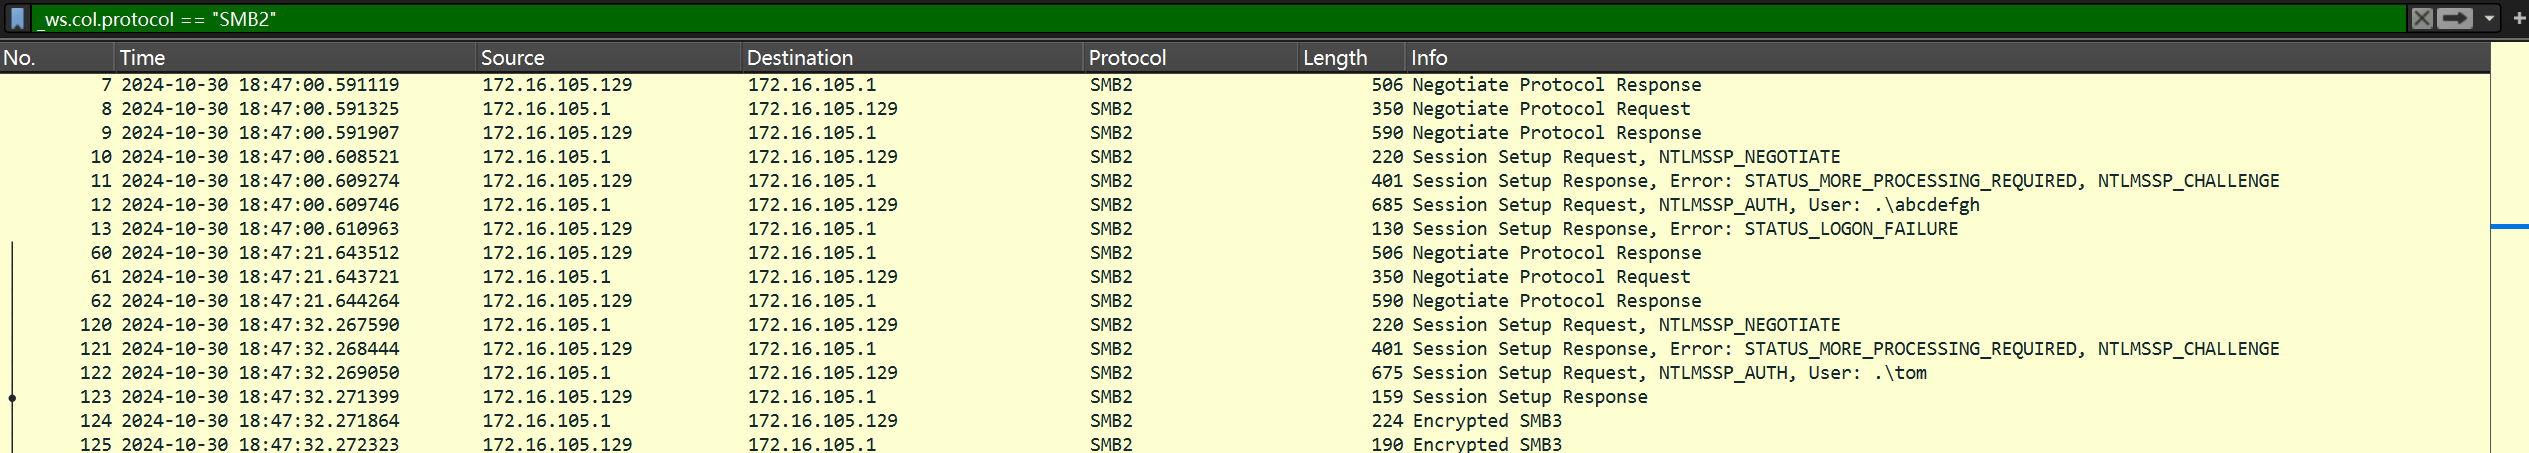 _ws.col.protocol == "SMB2"
No. Time Source Destination Protocol Length Info
7 2024-10-30 18:47:00.591119 172.16.105.129 172.16.105.1 SMB2 506 Negotiate Protocol Response
8 2024-10-30 18:47:00.591325 172.16.105.1 172.16.105.129 SMB2 350 Negotiate Protocol Request
9 2024-10-30 18:47:00.591907 172.16.105.129 172.16.105.1 SMB2 590 Negotiate Protocol Response
10 2024-10-30 18:47:00.608521 172.16.105.1 172.16.105.129 SMB2 220 Session Setup Request, NTLMSSP_NEGOTIATE
11 2024-10-30 18:47:00.609274 172.16.105.129 172.16.105.1 SMB2 401 Session Setup Response, Error: STATUS_MORE_PROCESSING_REQUIRED, NTLMSSP_CHALLENGE
12 2024-10-30 18:47:00.609746 172.16.105.1 172.16.105.129 SMB2 685 Session Setup Request, NTLMSSP_AUTH, User: .\abcdefgh
13 2024-10-30 18:47:00.610963 172.16.105.129 172.16.105.1 SMB2 130 Session Setup Response, Error: STATUS_LOGON_FAILURE
60 2024-10-30 18:47:21.643512 172.16.105.129 172.16.105.1 SMB2 506 Negotiate Protocol Response
61 2024-10-30 18:47:21.643721 172.16.105.1 172.16.105.129 SMB2 350 Negotiate Protocol Request
62 2024-10-30 18:47:21.644264 172.16.105.129 172.16.105.1 SMB2 590 Negotiate Protocol Response
120 2024-10-30 18:47:32.267590 172.16.105.1 172.16.105.129 SMB2 220 Session Setup Request, NTLMSSP_NEGOTIATE
121 2024-10-30 18:47:32.268444 172.16.105.129 172.16.105.1 SMB2 401 Session Setup Response, Error: STATUS_MORE_PROCESSING_REQUIRED, NTLMSSP_CHALLENGE
122 2024-10-30 18:47:32.269050 172.16.105.1 172.16.105.129 SMB2 675 Session Setup Request, NTLMSSP_AUTH, User: .\tom
123 2024-10-30 18:47:32.271399 172.16.105.129 172.16.105.1 SMB2 159 Session Setup Response
124 2024-10-30 18:47:32.271864 172.16.105.1 172.16.105.129 SMB2 224 Encrypted SMB3
125 2024-10-30 18:47:32.272323 172.16.105.129 172.16.105.1 SMB2 190 Encrypted SMB3